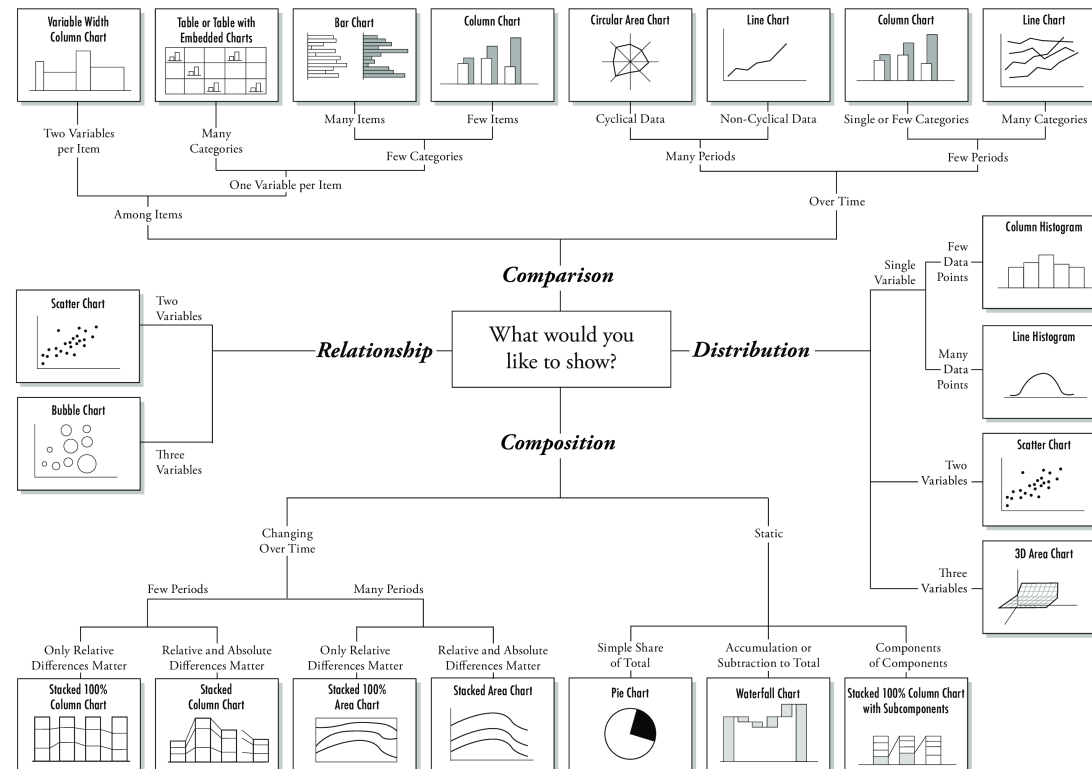 Variable Width
Column Chart
Table or Table with
Embedded Charts
Bar Chart
Column Chart
Circular Area Chart
Line Chart
Column Chart
Line Chart
Two Variables
per Item
Many
Categories
Many Items
Few Items
Cyclical Data
Non-Cyclical Data
Single or Few Categories
Many Categories
Few Categories
Many Periods
Few Periods
One Variable per Item
Among Items
Over Time
Comparison
What would you
like to show?
Relationship
Two
Variables
Scatter Chart
Bubble Chart
Three
Variables
Distribution
Single
Variable
Few
Data
Points
Column Histogram
Many
Data
Points
Line Histogram
Two
Variables
Scatter Chart
Three
Variables
3D Area Chart
Composition
Changing
Over Time
Static
Few Periods
Many Periods
Only Relative
Differences Matter
Relative and Absolute
Differences Matter
Only Relative
Differences Matter
Relative and Absolute
Differences Matter
Simple Share
of Total
Accumulation or
Subtraction to Total
Components
of Components
Stacked 100%
Column Chart
Stacked
Column Chart
Stacked 100%
Area Chart
Stacked Area Chart
Pie Chart
Waterfall Chart
Stacked 100% Column Chart
with Subcomponents